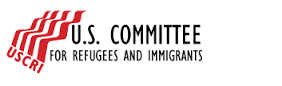 USCRI
U.S. COMMITTEE
FOR REFUGEES AND IMMIGRANTS